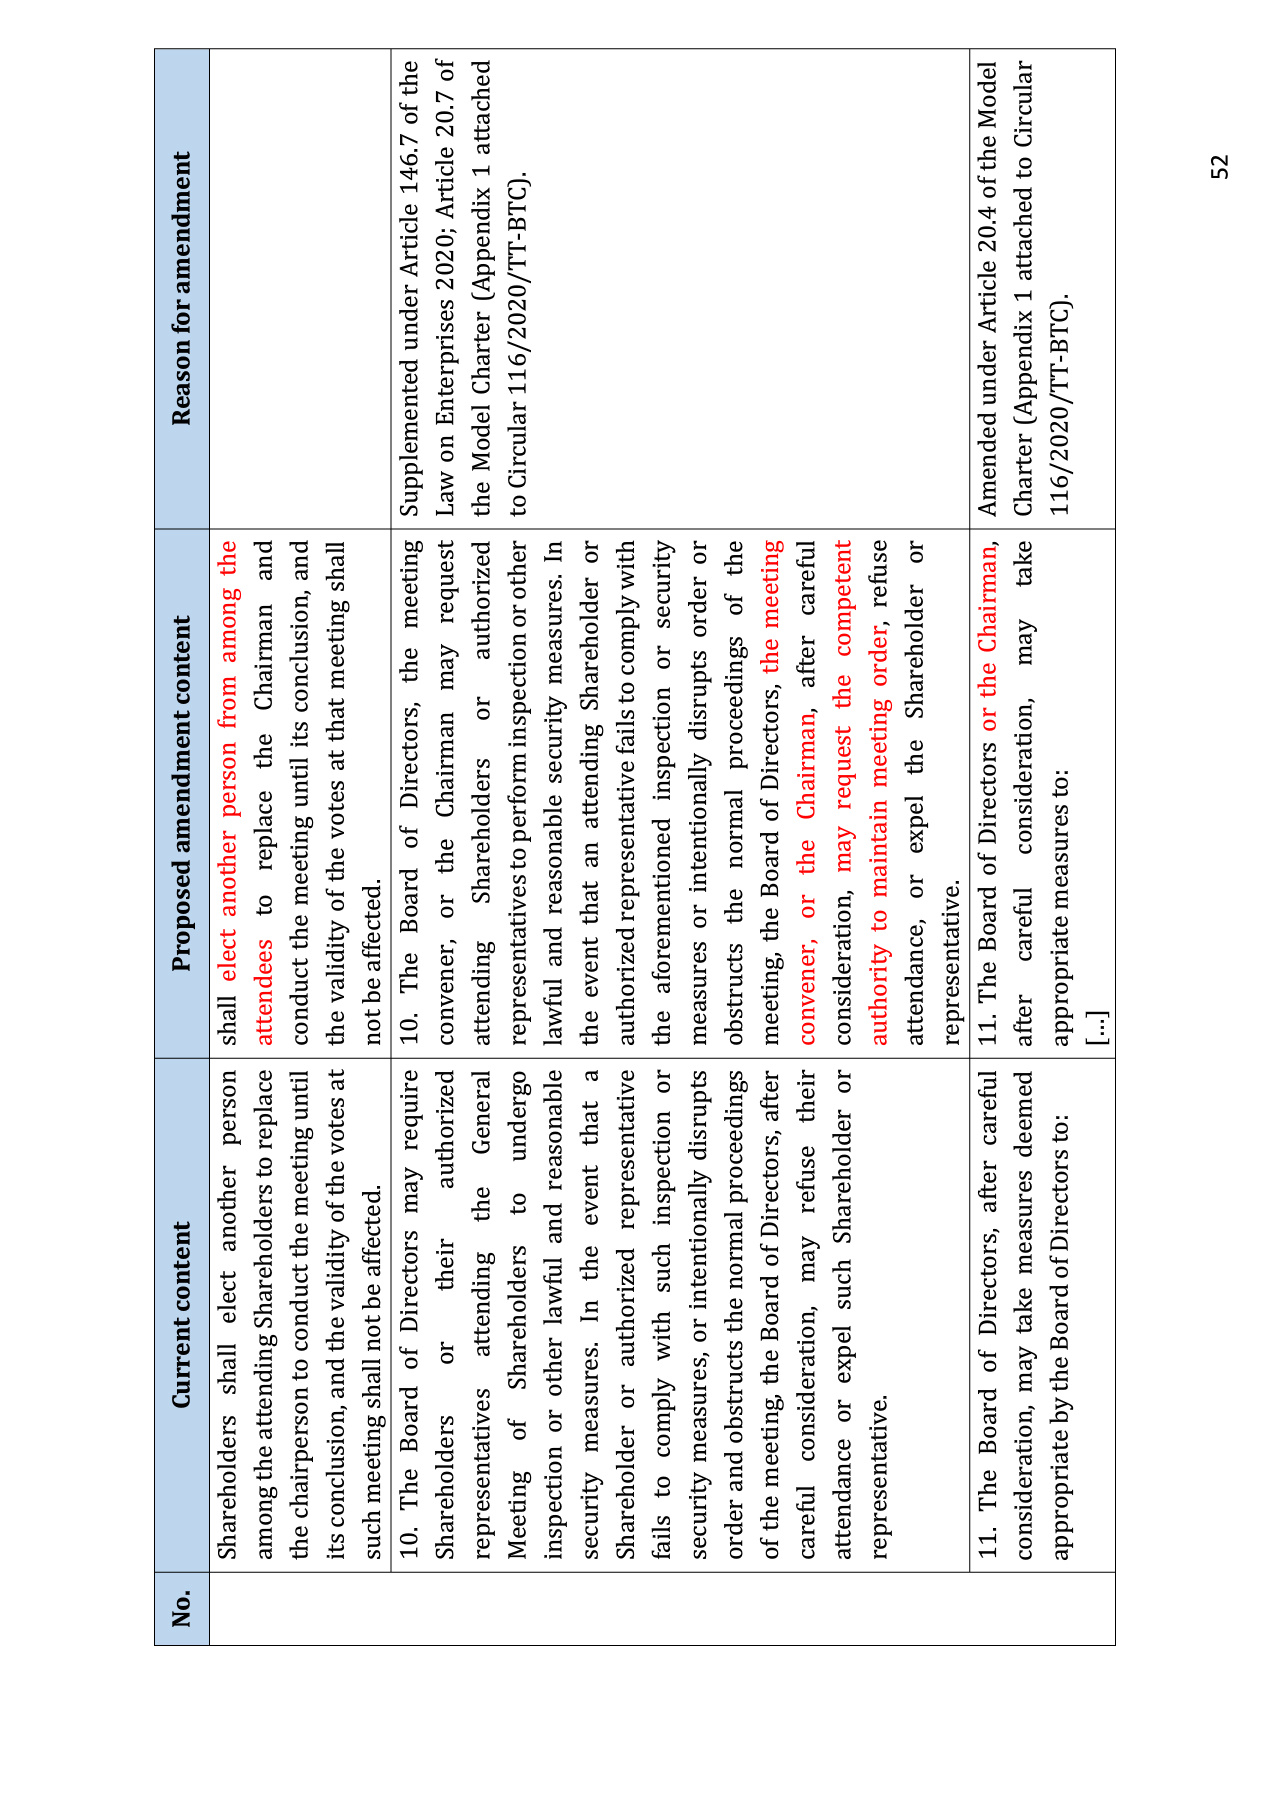 No.
Current content
Proposed amendment content
Reason for amendment
Shareholders shall elect another person
among the attending Shareholders to replace
the chairperson to conduct the meeting until
its conclusion, and the validity of the votes at
such meeting shall not be affected.
shall elect another person from among the
attendees to replace the Chairman and
conduct the meeting until its conclusion, and
the validity of the votes at that meeting shall
not be affected.
10. The Board of Directors may require
Shareholders or their authorized
representatives attending the General
Meeting of Shareholders to undergo
inspection or other lawful and reasonable
security measures. In the event that a
Shareholder or authorized representative
fails to comply with such inspection or
security measures, or intentionally disrupts
order and obstructs the normal proceedings
of the meeting, the Board of Directors, after
careful consideration, may refuse their
attendance or expel such Shareholder or
representative.
10. The Board of Directors, the meeting
convener, or the Chairman may request
attending Shareholders or authorized
representatives to perform inspection or other
lawful and reasonable security measures. In
the event that an attending Shareholder or
authorized representative fails to comply with
the aforementioned inspection or security
measures or intentionally disrupts order or
obstructs the normal proceedings of the
meeting, the Board of Directors, the meeting
convener, or the Chairman, after careful
consideration, may request the competent
authority to maintain meeting order, refuse
attendance, or expel the Shareholder or
representative.
Supplemented under Article 146.7 of the
Law on Enterprises 2020; Article 20.7 of
the Model Charter (Appendix 1 attached
to Circular 116/2020/TT-BTC).
11. The Board of Directors, after careful
consideration, may take measures deemed
appropriate by the Board of Directors to:
11. The Board of Directors or the Chairman,
after careful consideration, may take
appropriate measures to:
[...]
Amended under Article 20.4 of the Model
Charter (Appendix 1 attached to Circular
116/2020/TT-BTC).
52